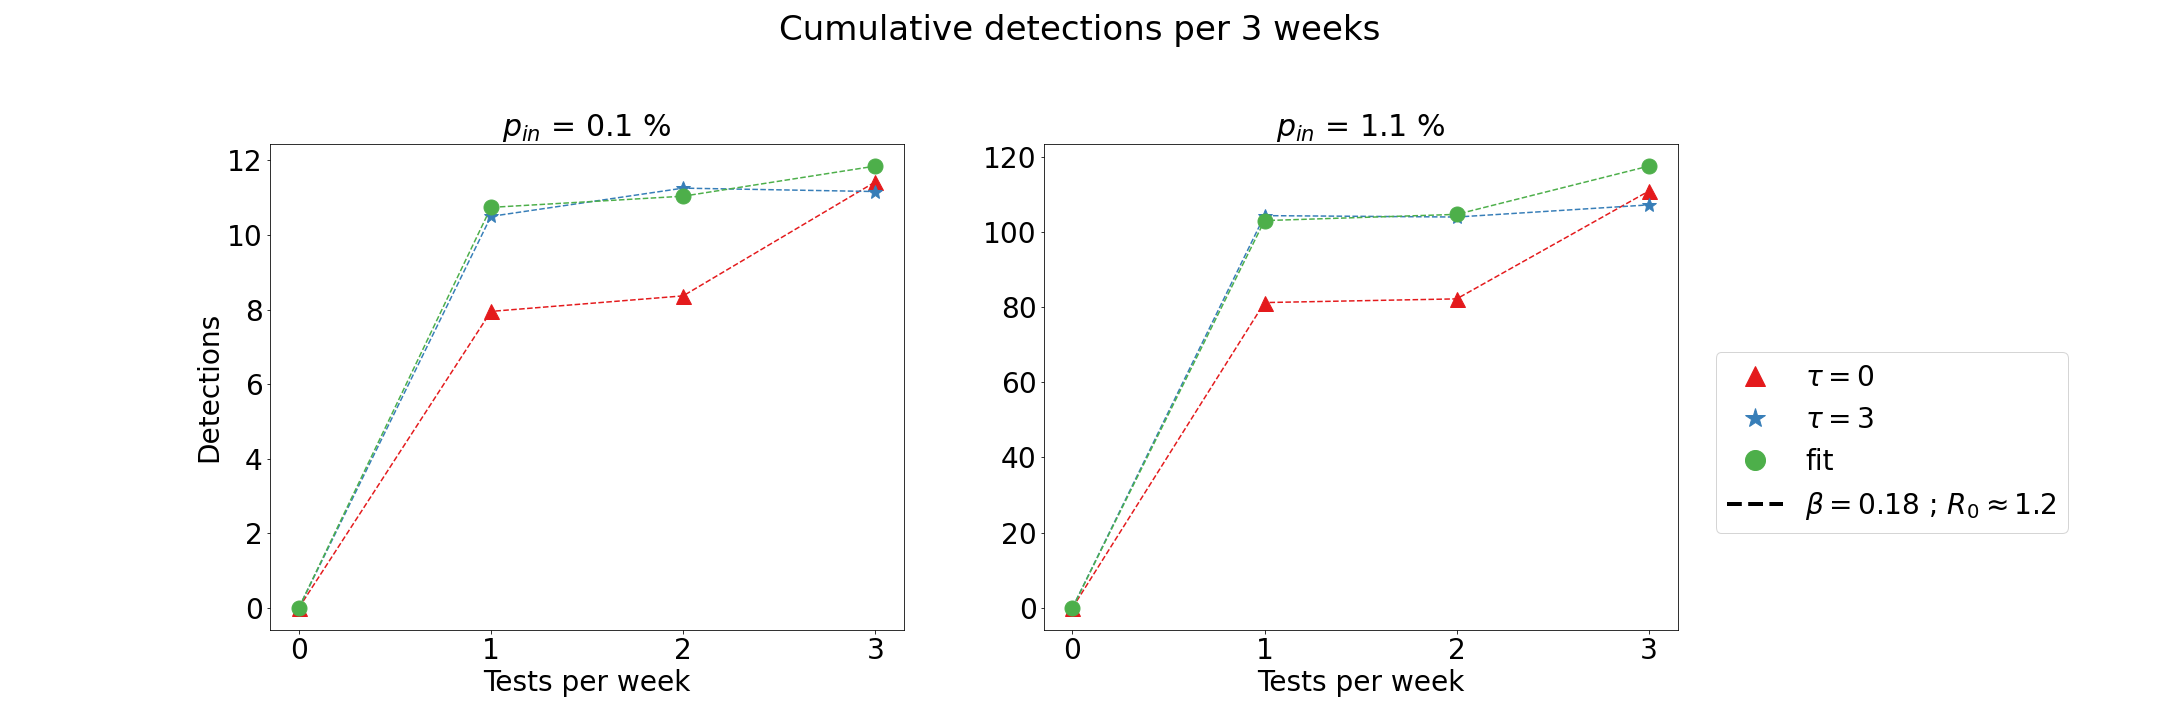 Cumulative detections per 3 weeks
p_in = 0.1 %
12
10
8
6
4
2
0
Detections
0 1 2 3
Tests per week
p_in = 1.1 %
120
100
80
60
40
20
0
0 1 2 3
Tests per week
τ = 0
τ = 3
fit
β = 0.18 ; R₀ ≈ 1.2